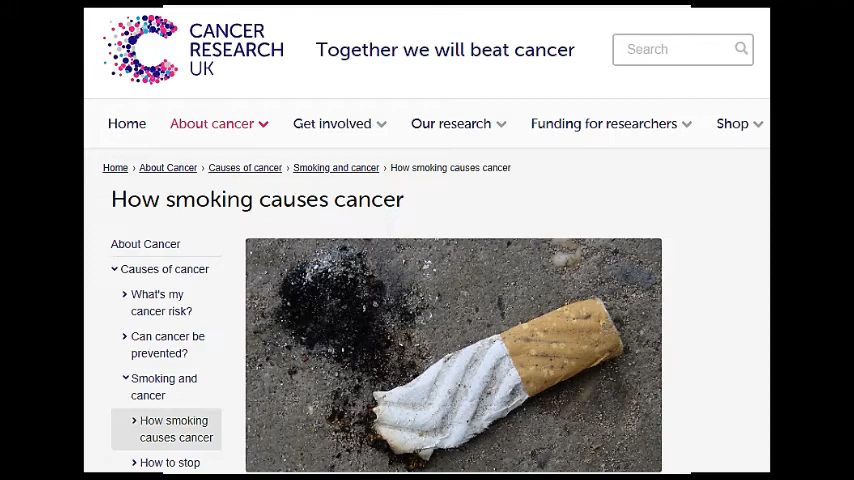 CANCER
RESEARCH
UK
Together we will beat cancer
Search
Home About cancer Get involved Our research Funding for researchers Shop
Home › About Cancer › Causes of cancer › Smoking and cancer › How smoking causes cancer
How smoking causes cancer
About Cancer
Causes of cancer
What's my
cancer risk?
Can cancer be
prevented?
Smoking and
cancer
How smoking
causes cancer
How to stop